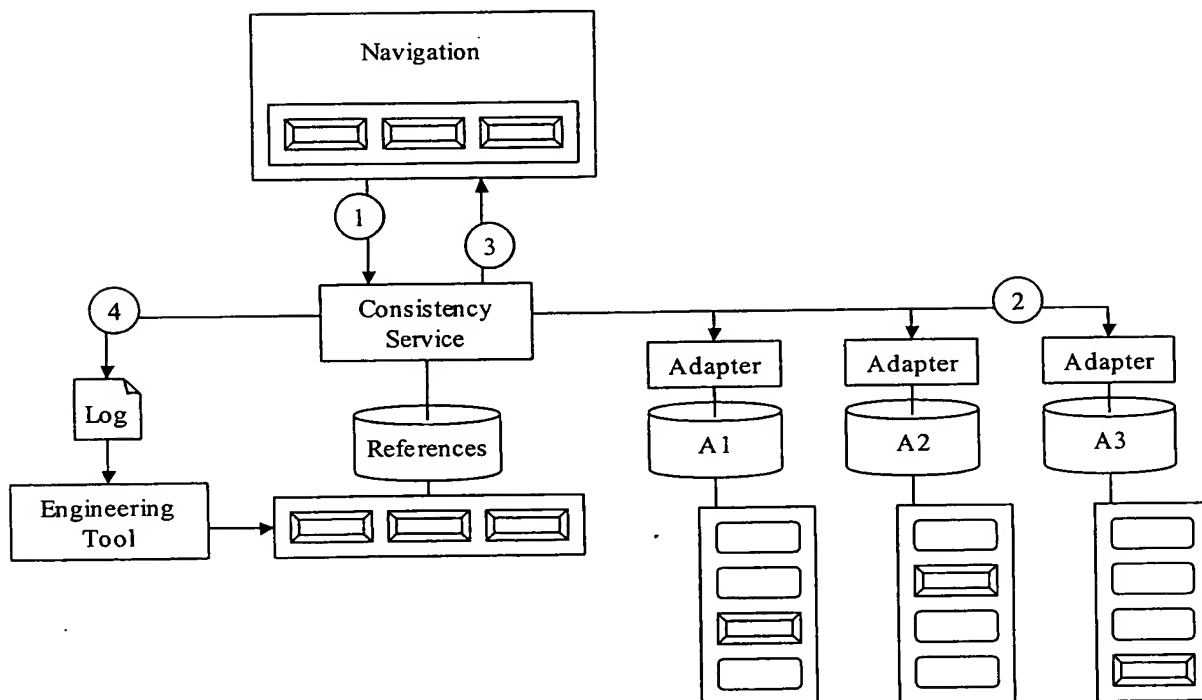 Navigation
1
3
4
Consistency
Service
2
Adapter
Adapter
Adapter
Log
References
A1
A2
A3
Engineering
Tool